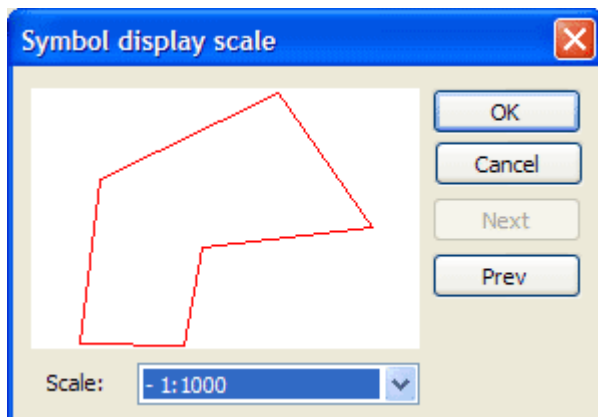 Symbol display scale
OK
Cancel
Next
Prev
Scale: - 1:1000